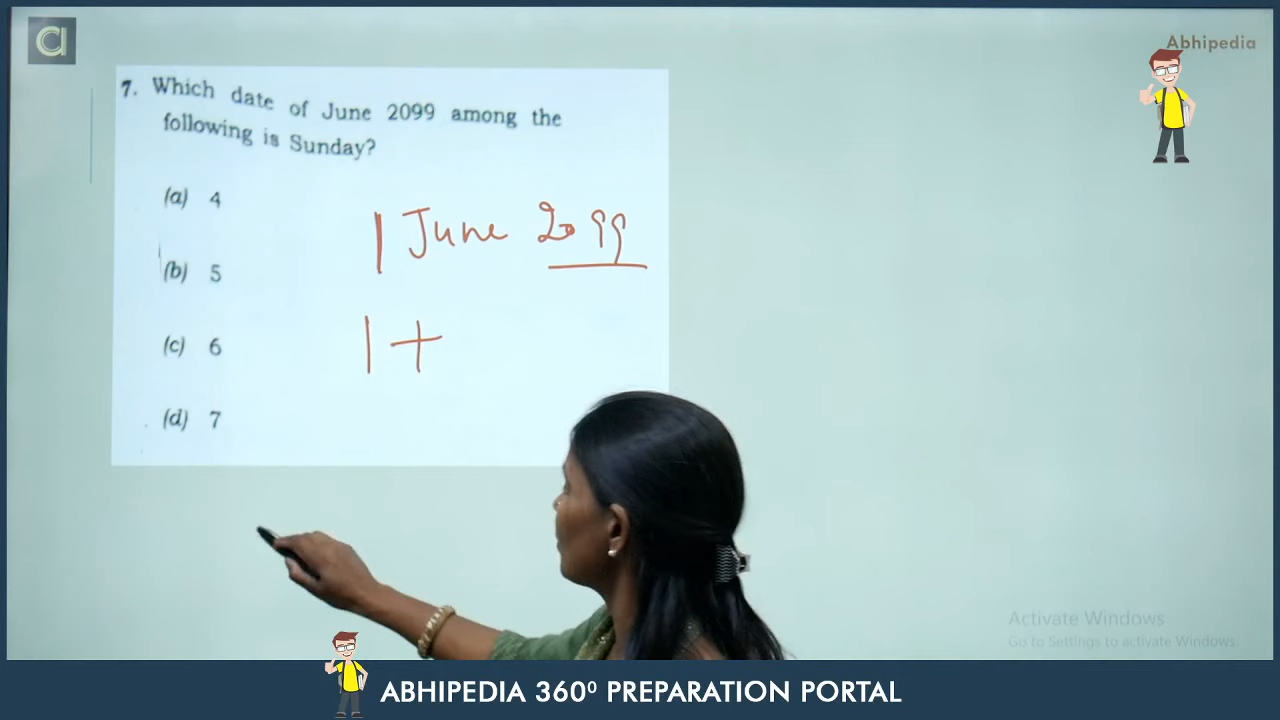 Abhipedia
7. Which date of June 2099 among the
following is Sunday?
(a) 4
1 June 2099
(b) 5
(c) 6
1 +
(d) 7
Activate Windows
Go to Settings to activate Windows.
ABHIPEDIA 360⁰ PREPARATION PORTAL